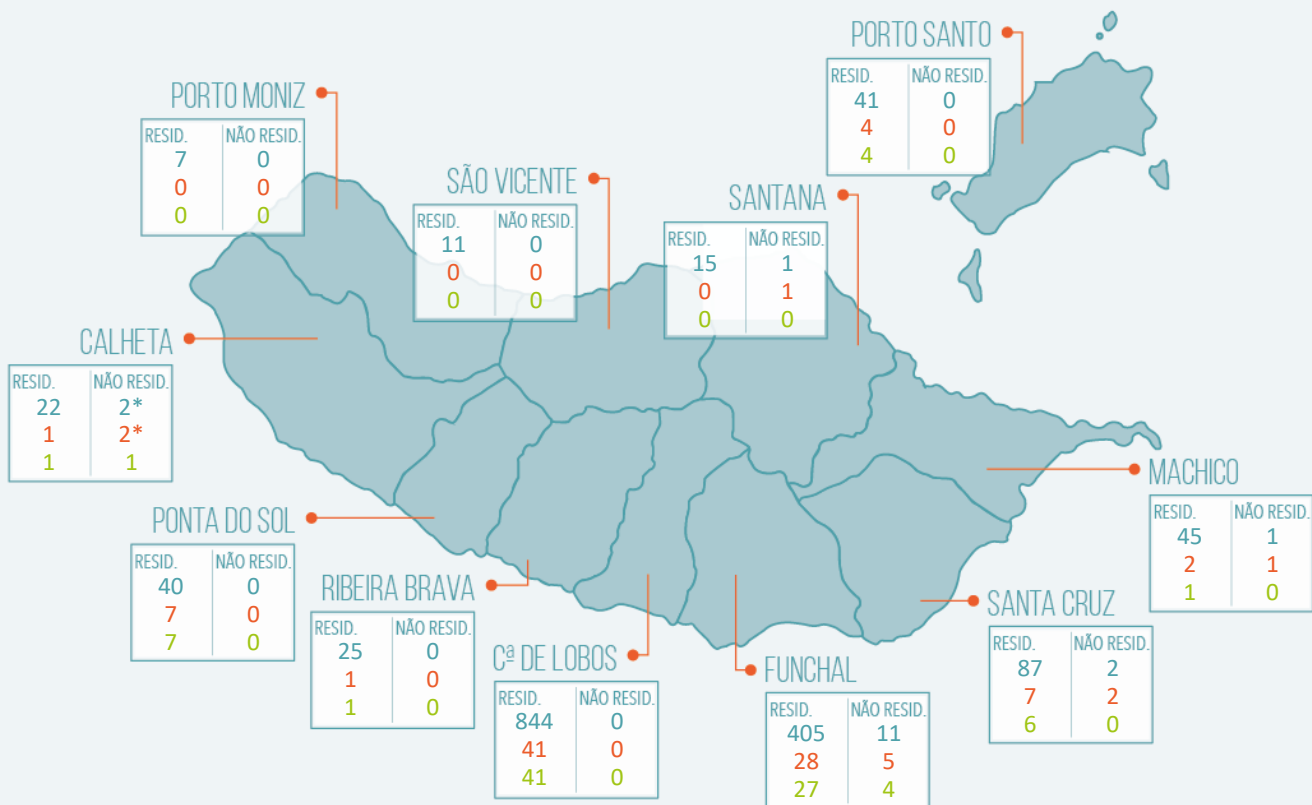 PORTO SANTO
RESID. NÃO RESID.
41 0
4 0
4 0
PORTO MONIZ
RESID. NÃO RESID.
7 0
0 0
0 0
SÃO VICENTE
RESID. NÃO RESID.
11 0
0 0
0 0
SANTANA
RESID. NÃO RESID.
15 1
0 1
0 0
CALHETA
RESID. NÃO RESID.
22 2*
1 2*
1 1
MACHICO
RESID. NÃO RESID.
45 1
2 1
1 0
PONTA DO SOL
RESID. NÃO RESID.
40 0
7 0
7 0
RIBEIRA BRAVA
RESID. NÃO RESID.
25 0
1 0
1 0
Cª DE LOBOS
RESID. NÃO RESID.
844 0
41 0
41 0
FUNCHAL
RESID. NÃO RESID.
405 11
28 5
27 4
SANTA CRUZ
RESID. NÃO RESID.
87 2
7 2
6 0